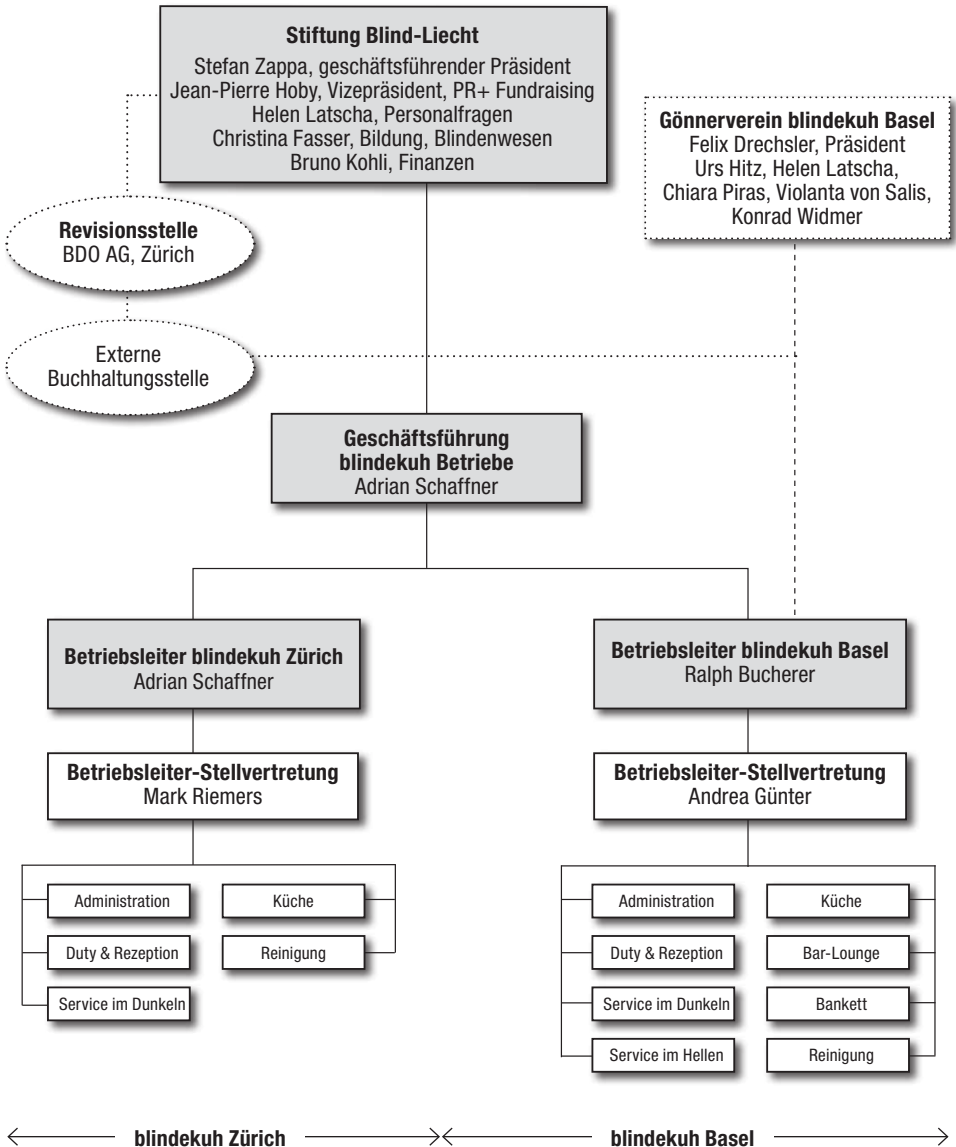 Stiftung Blind-Liecht
Stefan Zappa, geschäftsführender Präsident
Jean-Pierre Hoby, Vizepräsident, PR+ Fundraising
Helen Latscha, Personalfragen
Christina Fasser, Bildung, Blindenwesen
Bruno Kohli, Finanzen
Gönnerverein blindekuh Basel
Felix Drechsler, Präsident
Urs Hitz, Helen Latscha,
Chiara Piras, Violanta von Salis,
Konrad Widmer
Revisionsstelle
BDO AG, Zürich
Externe
Buchhaltungsstelle
Geschäftsführung
blindekuh Betriebe
Adrian Schaffner
Betriebsleiter blindekuh Zürich
Adrian Schaffner
Betriebsleiter blindekuh Basel
Ralph Bucherer
Betriebsleiter-Stellvertretung
Mark Riemers
Betriebsleiter-Stellvertretung
Andrea Günter
Administration
Küche
Duty & Rezeption
Reinigung
Service im Dunkeln
Administration
Küche
Duty & Rezeption
Bar-Lounge
Service im Dunkeln
Bankett
Service im Hellen
Reinigung
blindekuh Zürich
blindekuh Basel